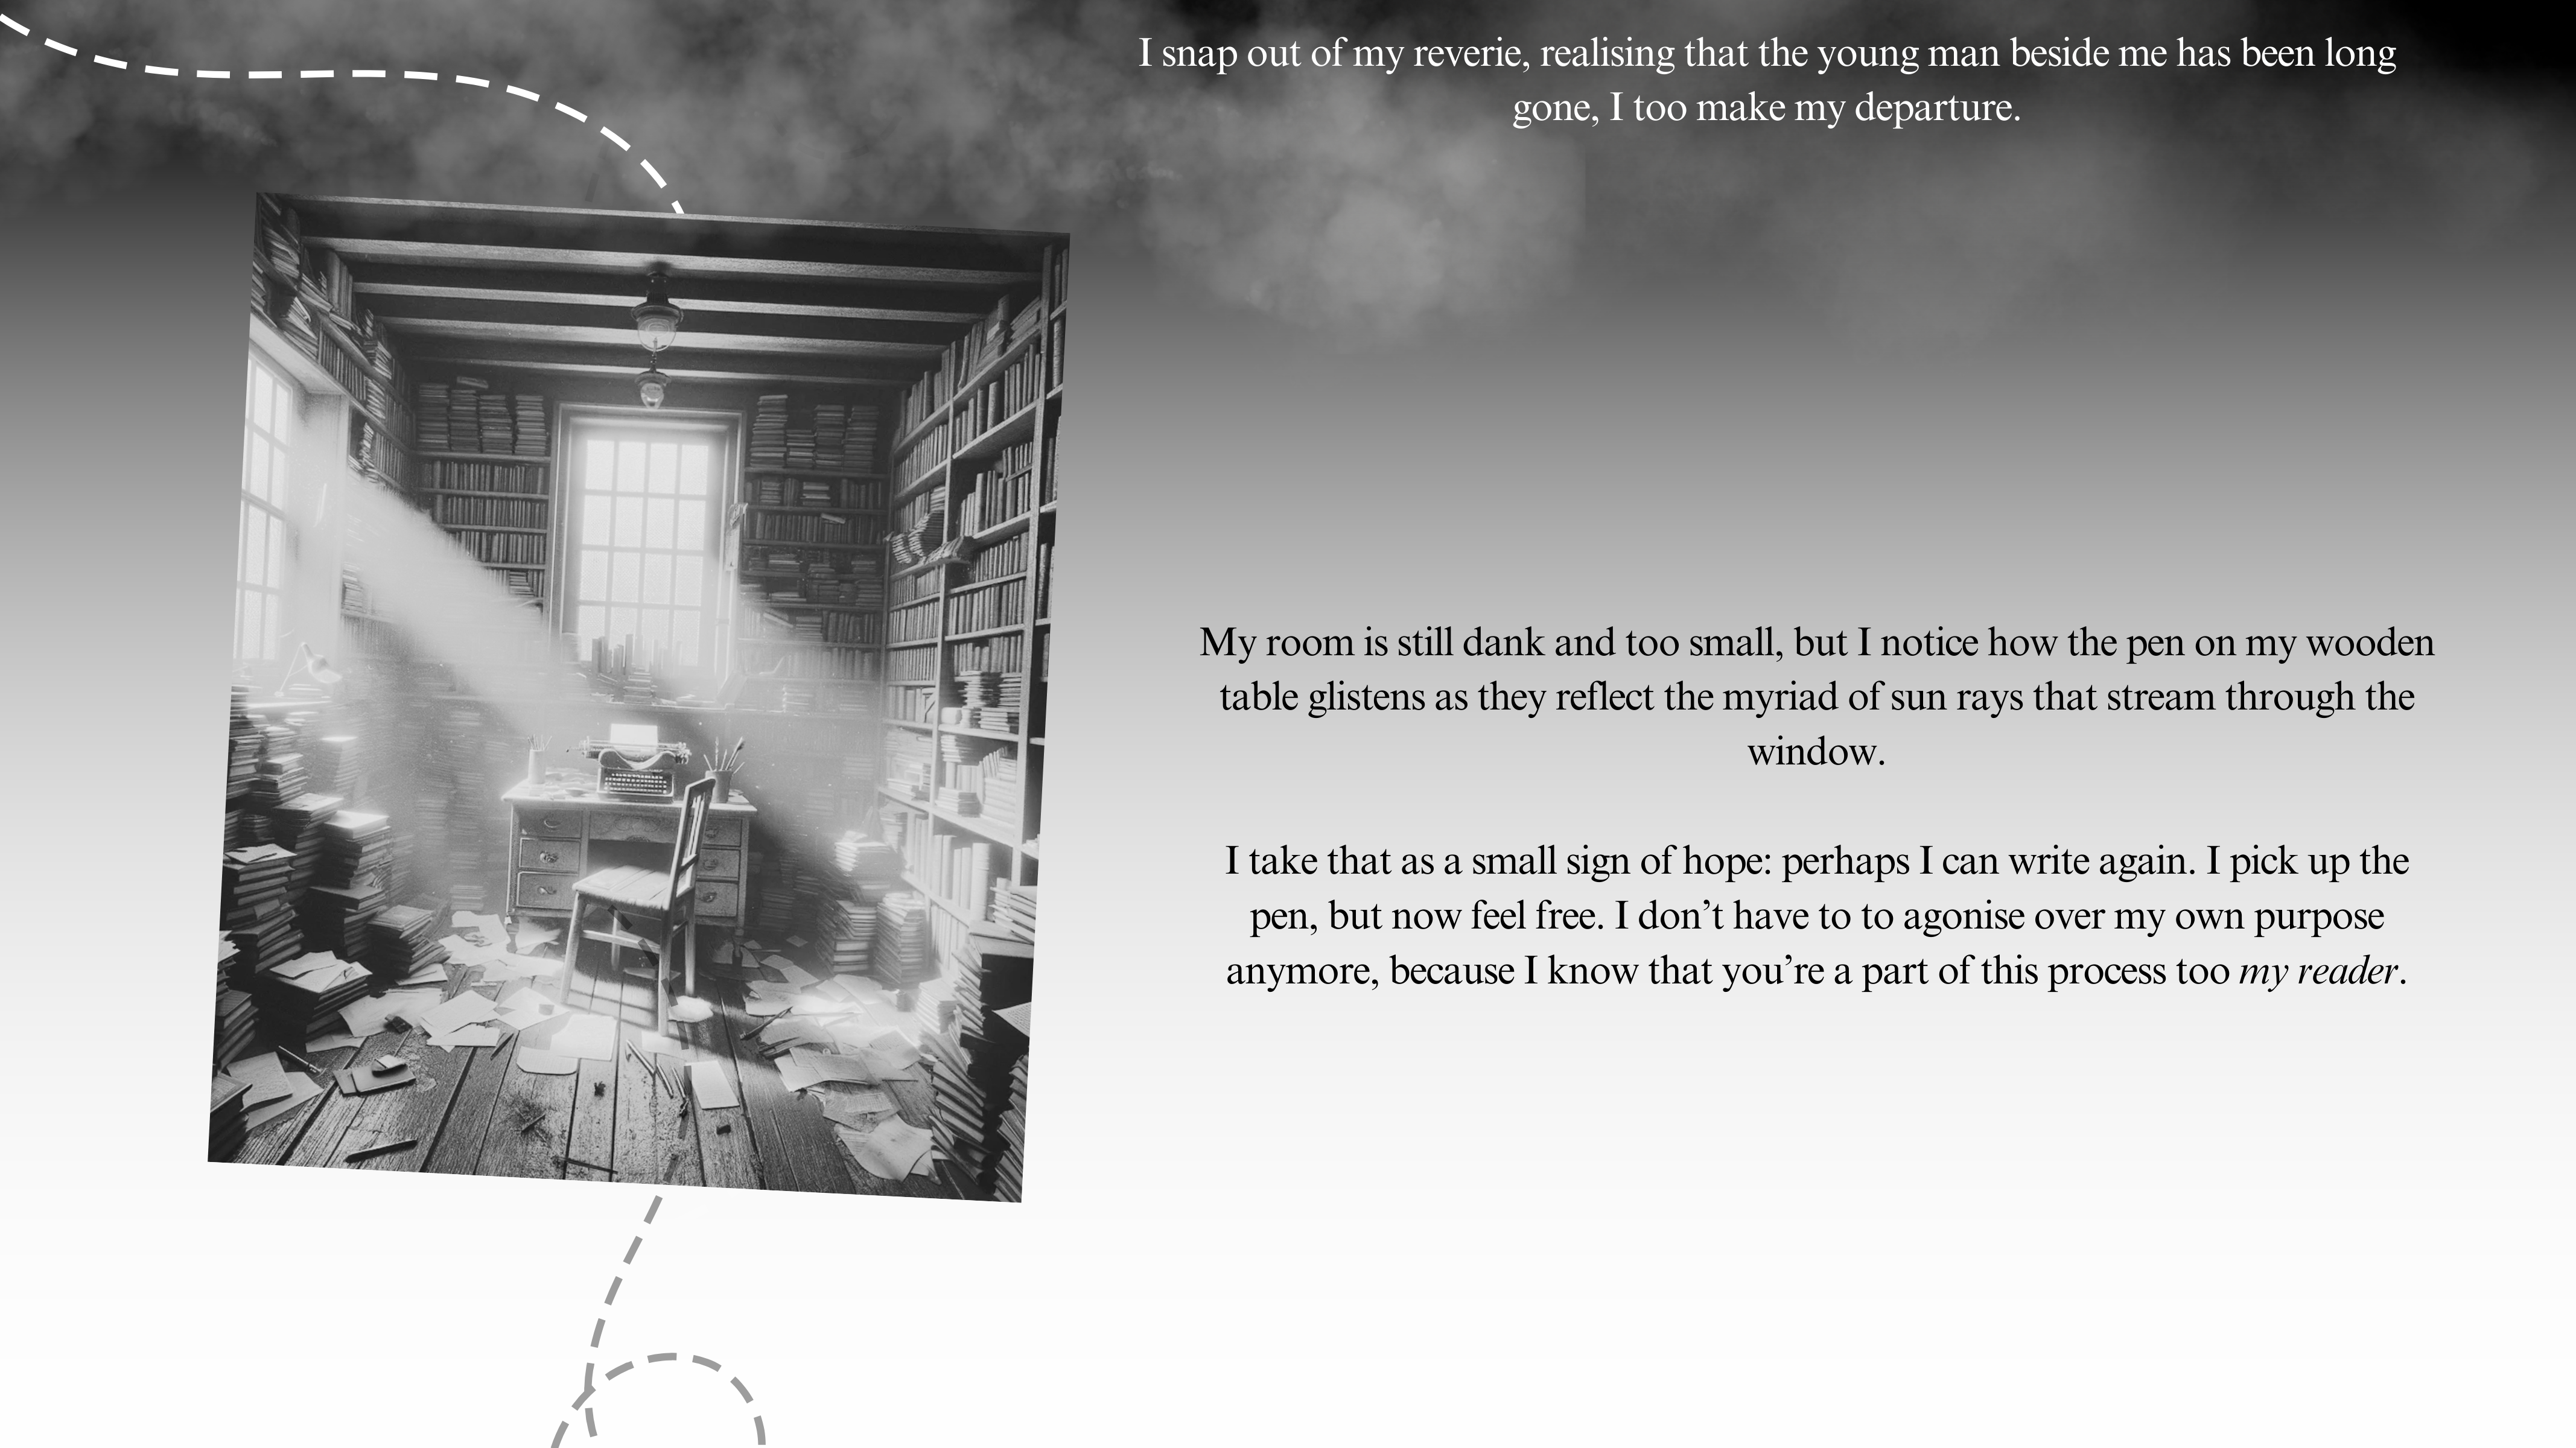 I snap out of my reverie, realising that the young man beside me has been long
gone, I too make my departure.
My room is still dank and too small, but I notice how the pen on my wooden
table glistens as they reflect the myriad of sun rays that stream through the
window.
I take that as a small sign of hope: perhaps I can write again. I pick up the
pen, but now feel free. I don’t have to to agonise over my own purpose
anymore, because I know that you’re a part of this process too my reader.